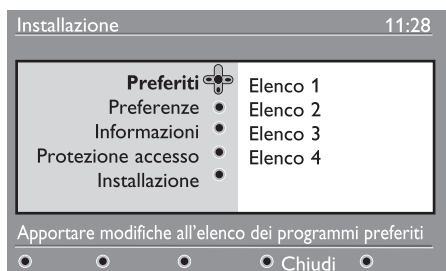 Installazione 11:28
Preferiti Elenco 1
Preferenze Elenco 2
Informazioni Elenco 3
Protezione accesso Elenco 4
Installazione
Apportare modifiche all'elenco dei programmi preferiti
Chiudi